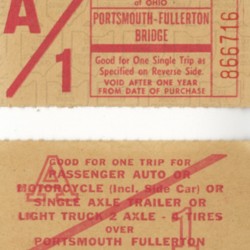 A/1
OF OHIO
PORTSMOUTH-FULLERTON
BRIDGE
Good for One Single Trip as
Specified on Reverse Side.
VOID AFTER ONE YEAR
FROM DATE OF PURCHASE
866716
A
GOOD FOR ONE TRIP FOR
PASSENGER AUTO OR
MOTORCYCLE (Incl. Side Car) OR
SINGLE AXLE TRAILER OR
LIGHT TRUCK 2 AXLE - 4 TIRES
OVER
PORTSMOUTH FULLERTON
1